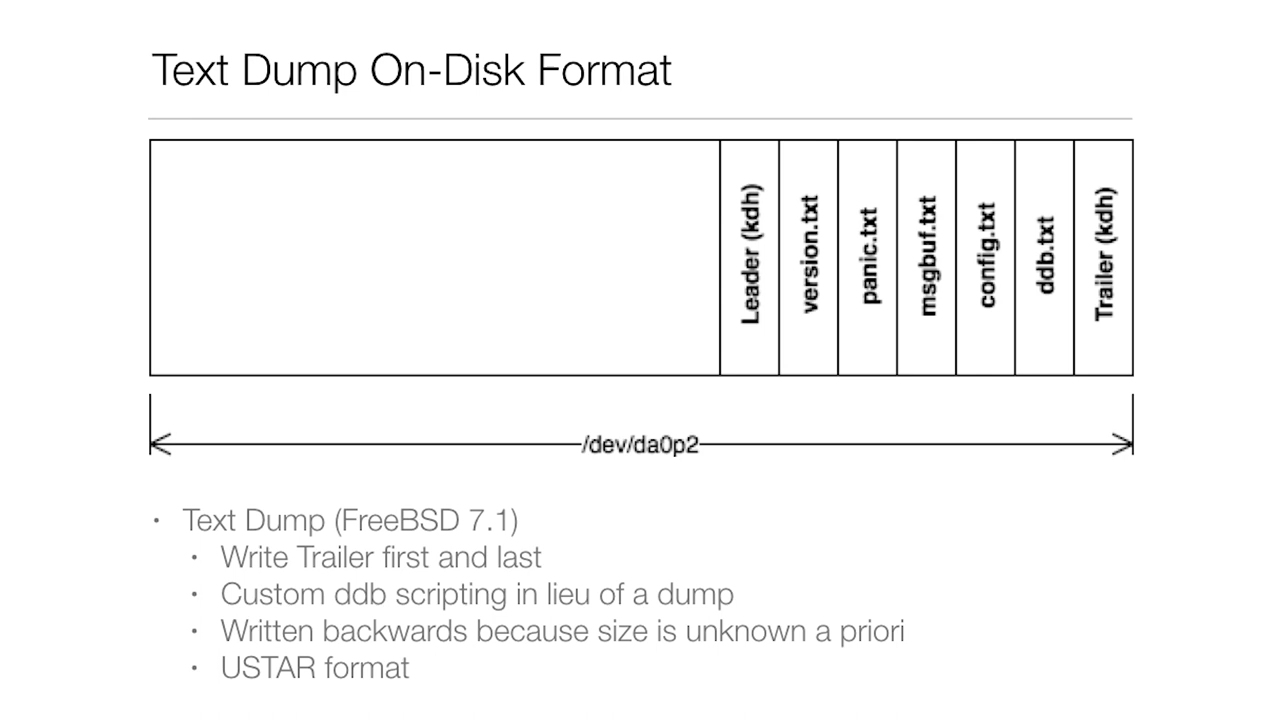 Text Dump On-Disk Format
Leader (kdh)
version.txt
panic.txt
msgbuf.txt
config.txt
ddb.txt
Trailer (kdh)
/dev/da0p2
· Text Dump (FreeBSD 7.1)
· Write Trailer first and last
· Custom ddb scripting in lieu of a dump
· Written backwards because size is unknown a priori
· USTAR format